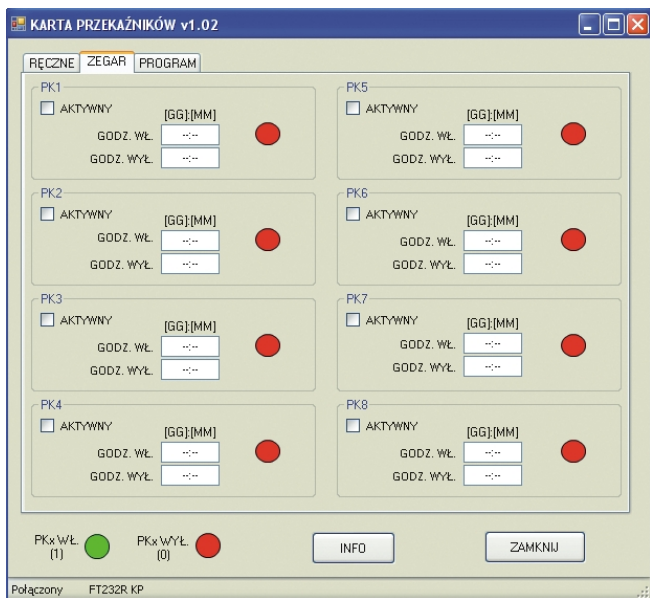 KARTA PRZEKAŹNIKÓW v1.02
RĘCZNE ZEGAR PROGRAM
PK1
AKTYWNY
[GG]:[MM]
GODZ. WŁ. --:--
GODZ. WYŁ. --:--
PK2
AKTYWNY
[GG]:[MM]
GODZ. WŁ. --:--
GODZ. WYŁ. --:--
PK3
AKTYWNY
[GG]:[MM]
GODZ. WŁ. --:--
GODZ. WYŁ. --:--
PK4
AKTYWNY
[GG]:[MM]
GODZ. WŁ. --:--
GODZ. WYŁ. --:--
PK5
AKTYWNY
[GG]:[MM]
GODZ. WŁ. --:--
GODZ. WYŁ. --:--
PK6
AKTYWNY
[GG]:[MM]
GODZ. WŁ. --:--
GODZ. WYŁ. --:--
PK7
AKTYWNY
[GG]:[MM]
GODZ. WŁ. --:--
GODZ. WYŁ. --:--
PK8
AKTYWNY
[GG]:[MM]
GODZ. WŁ. --:--
GODZ. WYŁ. --:--
PKx WŁ.
(1)
PKx WYŁ.
(0)
INFO
ZAMKNIJ
Połączony FT232R KP